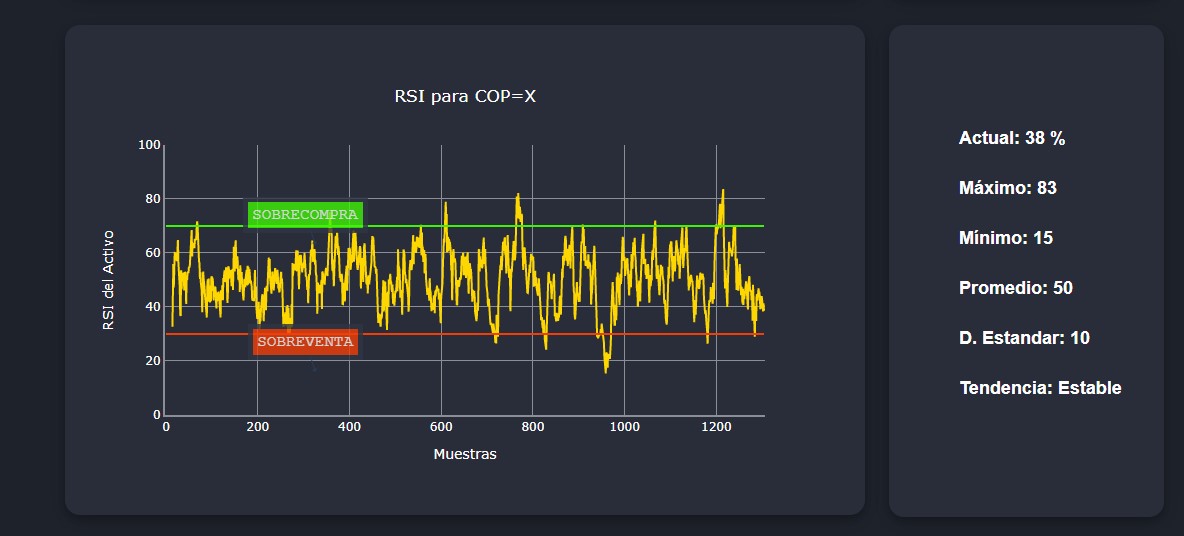 RSI para COP=X
100
80
60
40
20
0
RSI del Activo
SOBRECOMPRA
SOBREVENTA
0 200 400 600 800 1000 1200
Muestras
Actual: 38 %
Máximo: 83
Mínimo: 15
Promedio: 50
D. Estandar: 10
Tendencia: Estable